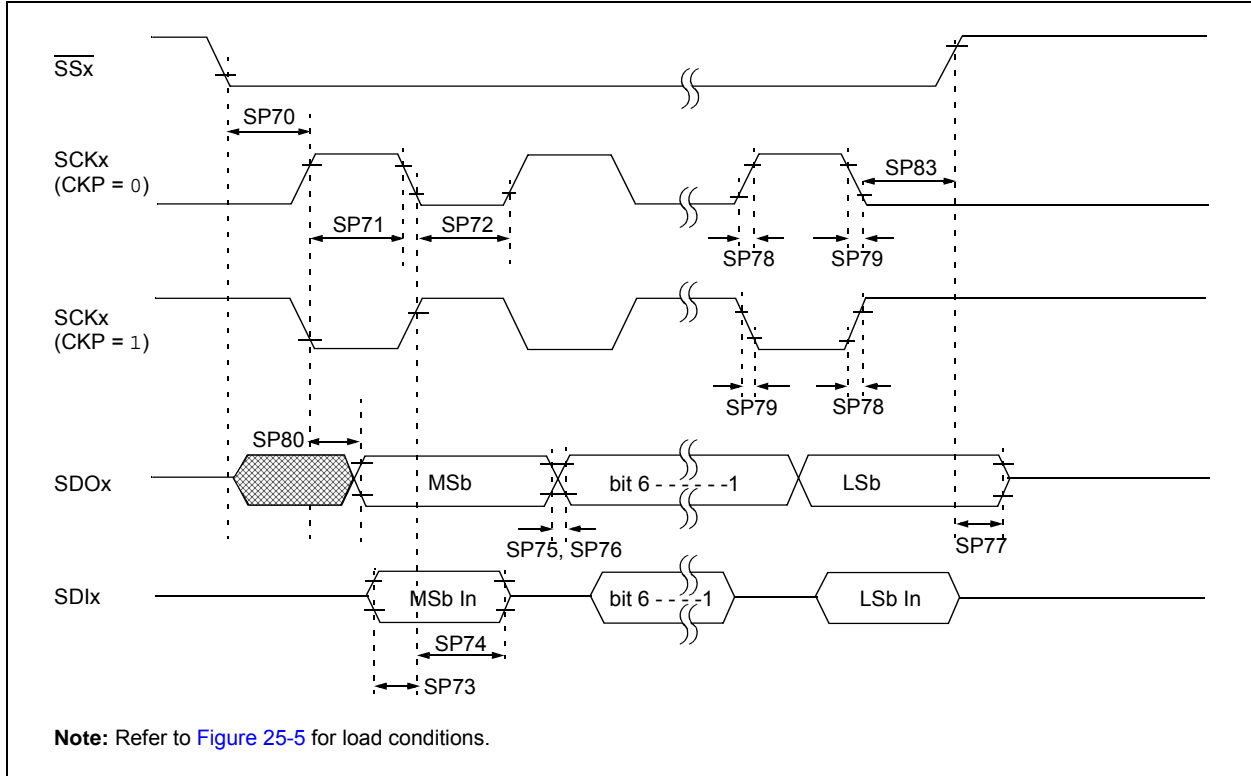 SSx
SP70
SCKx
(CKP = 0)
SP83
SP71
SP72
SP78
SP79
SCKx
(CKP = 1)
SP79
SP78
SP80
SDOx
MSb
bit 6 - - - - - - -1
LSb
SP75, SP76
SP77
SDIx
MSb In
bit 6 - - - - -1
LSb In
SP74
SP73
Note: Refer to Figure 25-5 for load conditions.